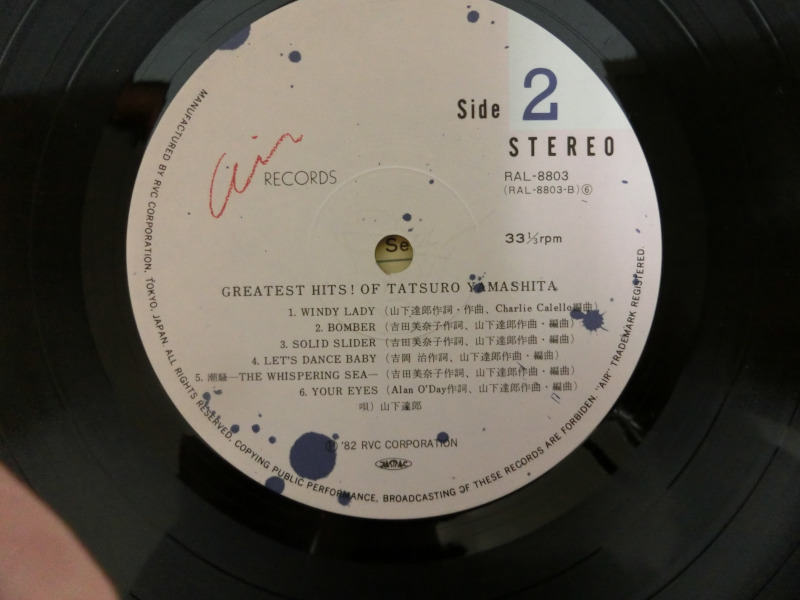 Side 2
STEREO
air RECORDS
RAL-8803
(RAL-8803-B)⑥
33⅓rpm
Se
GREATEST HITS! OF TATSURO YAMASHITA
1. WINDY LADY (山下達郎作詞・作曲、Charlie Calello編曲)
2. BOMBER (吉田美奈子作詞、山下達郎作曲・編曲)
3. SOLID SLIDER (吉田美奈子作詞、山下達郎作曲・編曲)
4. LET'S DANCE BABY (吉岡 治作詞、山下達郎作曲・編曲)
5. 潮騒—THE WHISPERING SEA— (吉田美奈子作詞、山下達郎作曲・編曲)
6. YOUR EYES (Alan O'Day作詞、山下達郎作曲・編曲)
唄) 山下達郎
Ⓟ '82 RVC CORPORATION
JASRAC
MANUFACTURED BY RVC CORPORATION, TOKYO, JAPAN. ALL RIGHTS RESERVED, COPYING PUBLIC PERFORMANCE, BROADCASTING OF THESE RECORDS ARE FORBIDDEN. "AIR" TRADEMARK REGISTERED.